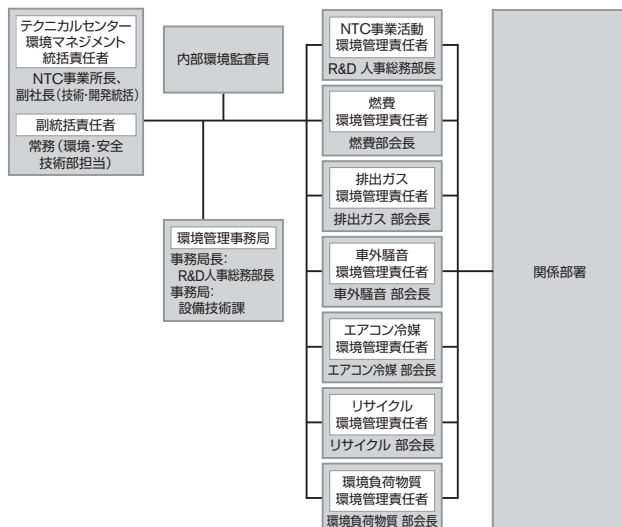 テクニカルセンター
環境マネジメント
統括責任者
NTC事業所長、
副社長(技術・開発統括)
副統括責任者
常務(環境・安全
技術部担当)
内部環境監査員
環境管理事務局
事務局長:
R&D人事総務部長
事務局:
設備技術課
NTC事業活動
環境管理責任者
R&D 人事総務部長
燃費
環境管理責任者
燃費部会長
排出ガス
環境管理責任者
排出ガス 部会長
車外騒音
環境管理責任者
車外騒音 部会長
エアコン冷媒
環境管理責任者
エアコン冷媒 部会長
リサイクル
環境管理責任者
リサイクル 部会長
環境負荷物質
環境管理責任者
環境負荷物質 部会長
関係部署